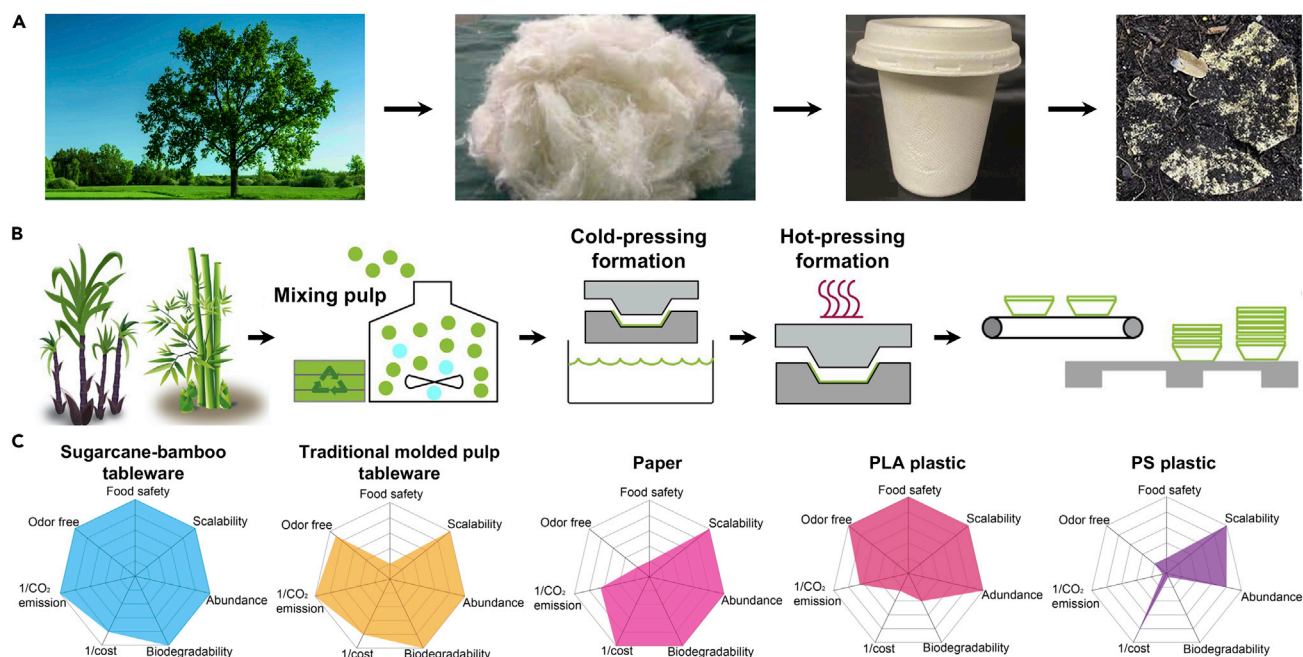 A
B
Mixing pulp
Cold-pressing
formation
Hot-pressing
formation
C
Sugarcane-bamboo
tableware
Food safety
Odor free
Scalability
1/CO₂
emission
Abundance
1/cost
Biodegradability
Traditional molded pulp
tableware
Food safety
Odor free
Scalability
1/CO₂
emission
Abundance
1/cost
Biodegradability
Paper
Food safety
Odor free
Scalability
1/CO₂
emission
Abundance
1/cost
Biodegradability
PLA plastic
Food safety
Odor free
Scalability
1/CO₂
emission
Adundance
1/cost
Biodegradability
PS plastic
Food safety
Odor free
Scalability
1/CO₂
emission
Abundance
1/cost
Biodegradability